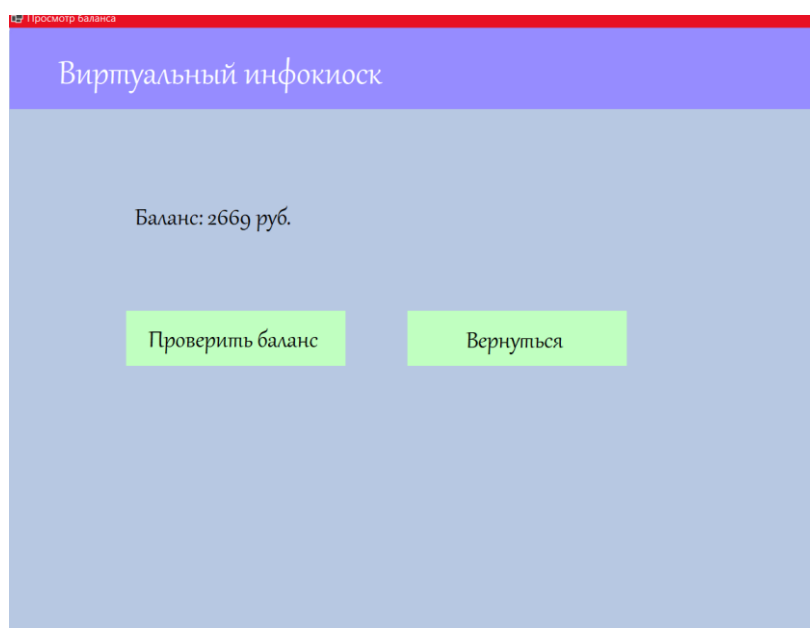 Просмотр баланса
Виртуальный инфокиоск
Баланс: 2669 руб.
Проверить баланс
Вернуться